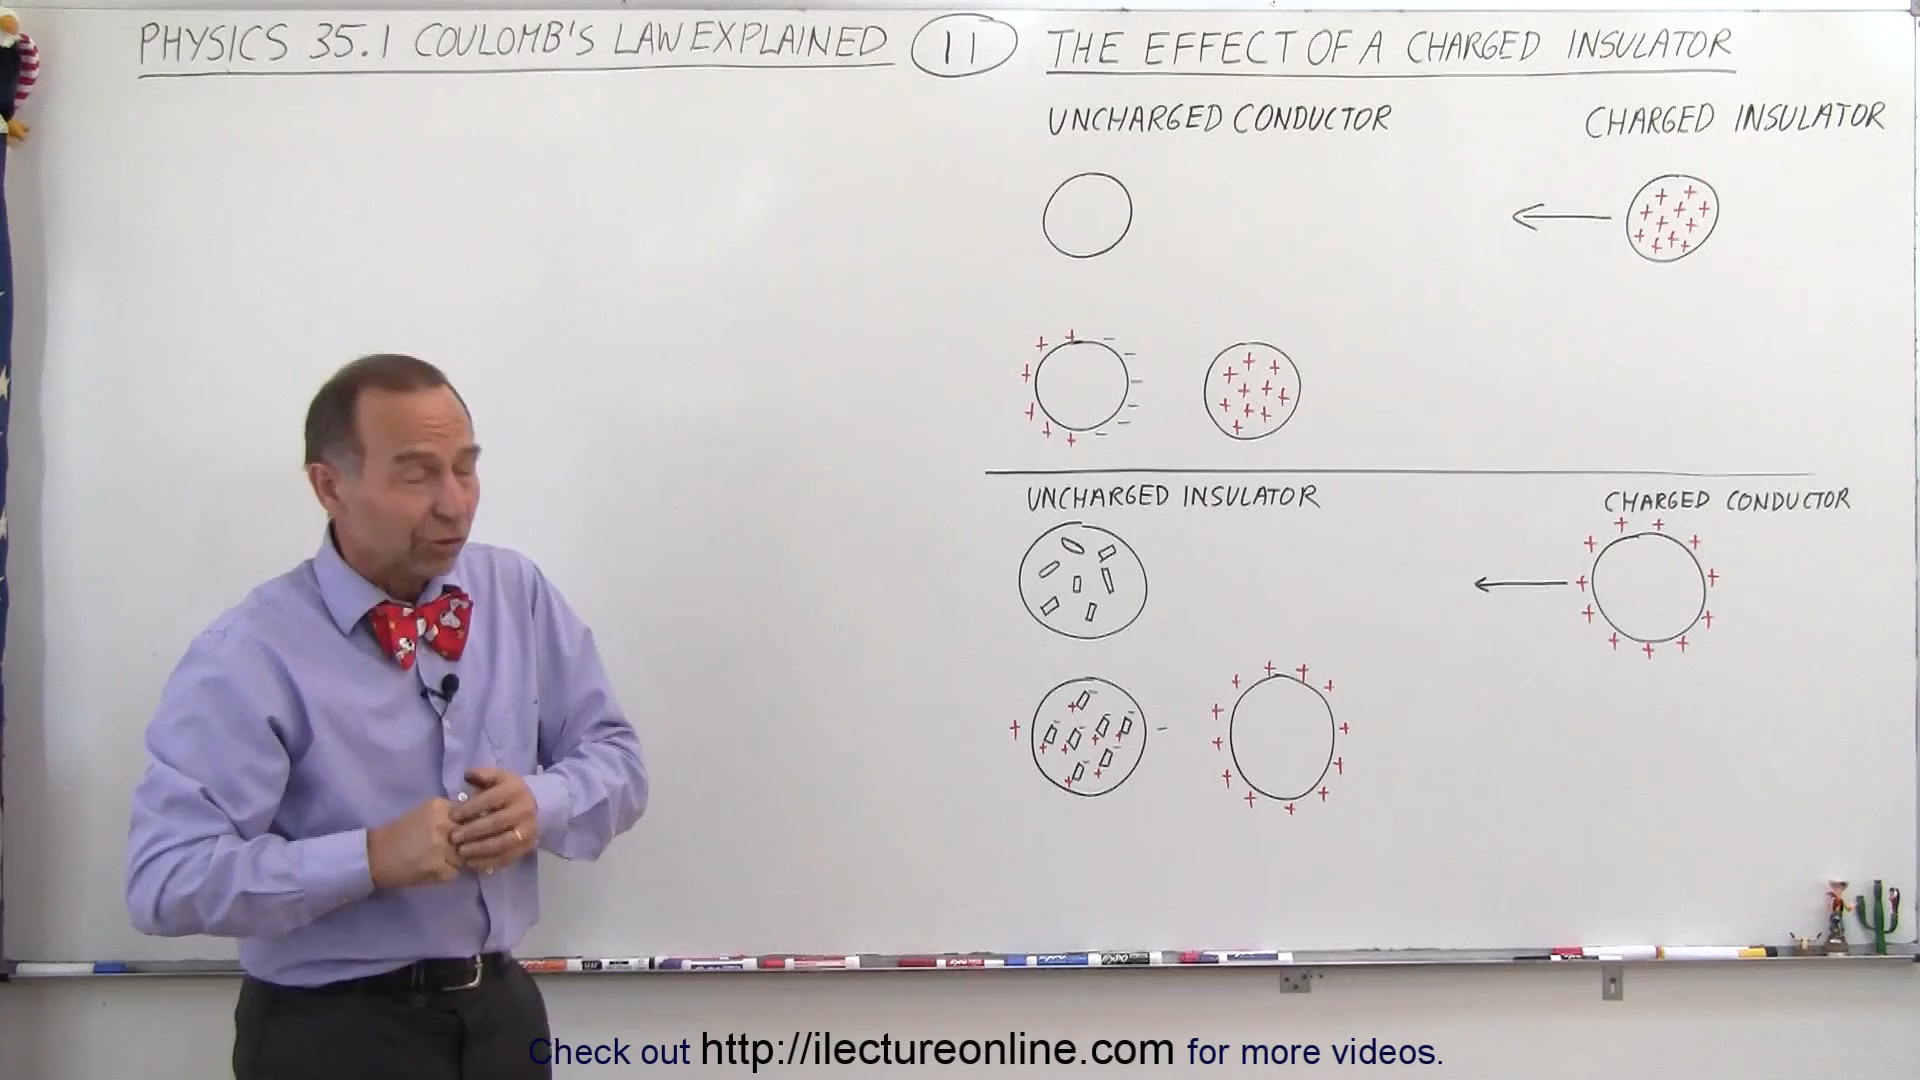 PHYSICS 35.1 COULOMB'S LAW EXPLAINED 11 THE EFFECT OF A CHARGED INSULATOR
UNCHARGED CONDUCTOR CHARGED INSULATOR
UNCHARGED INSULATOR CHARGED CONDUCTOR
Check out http://ilectureonline.com for more videos.